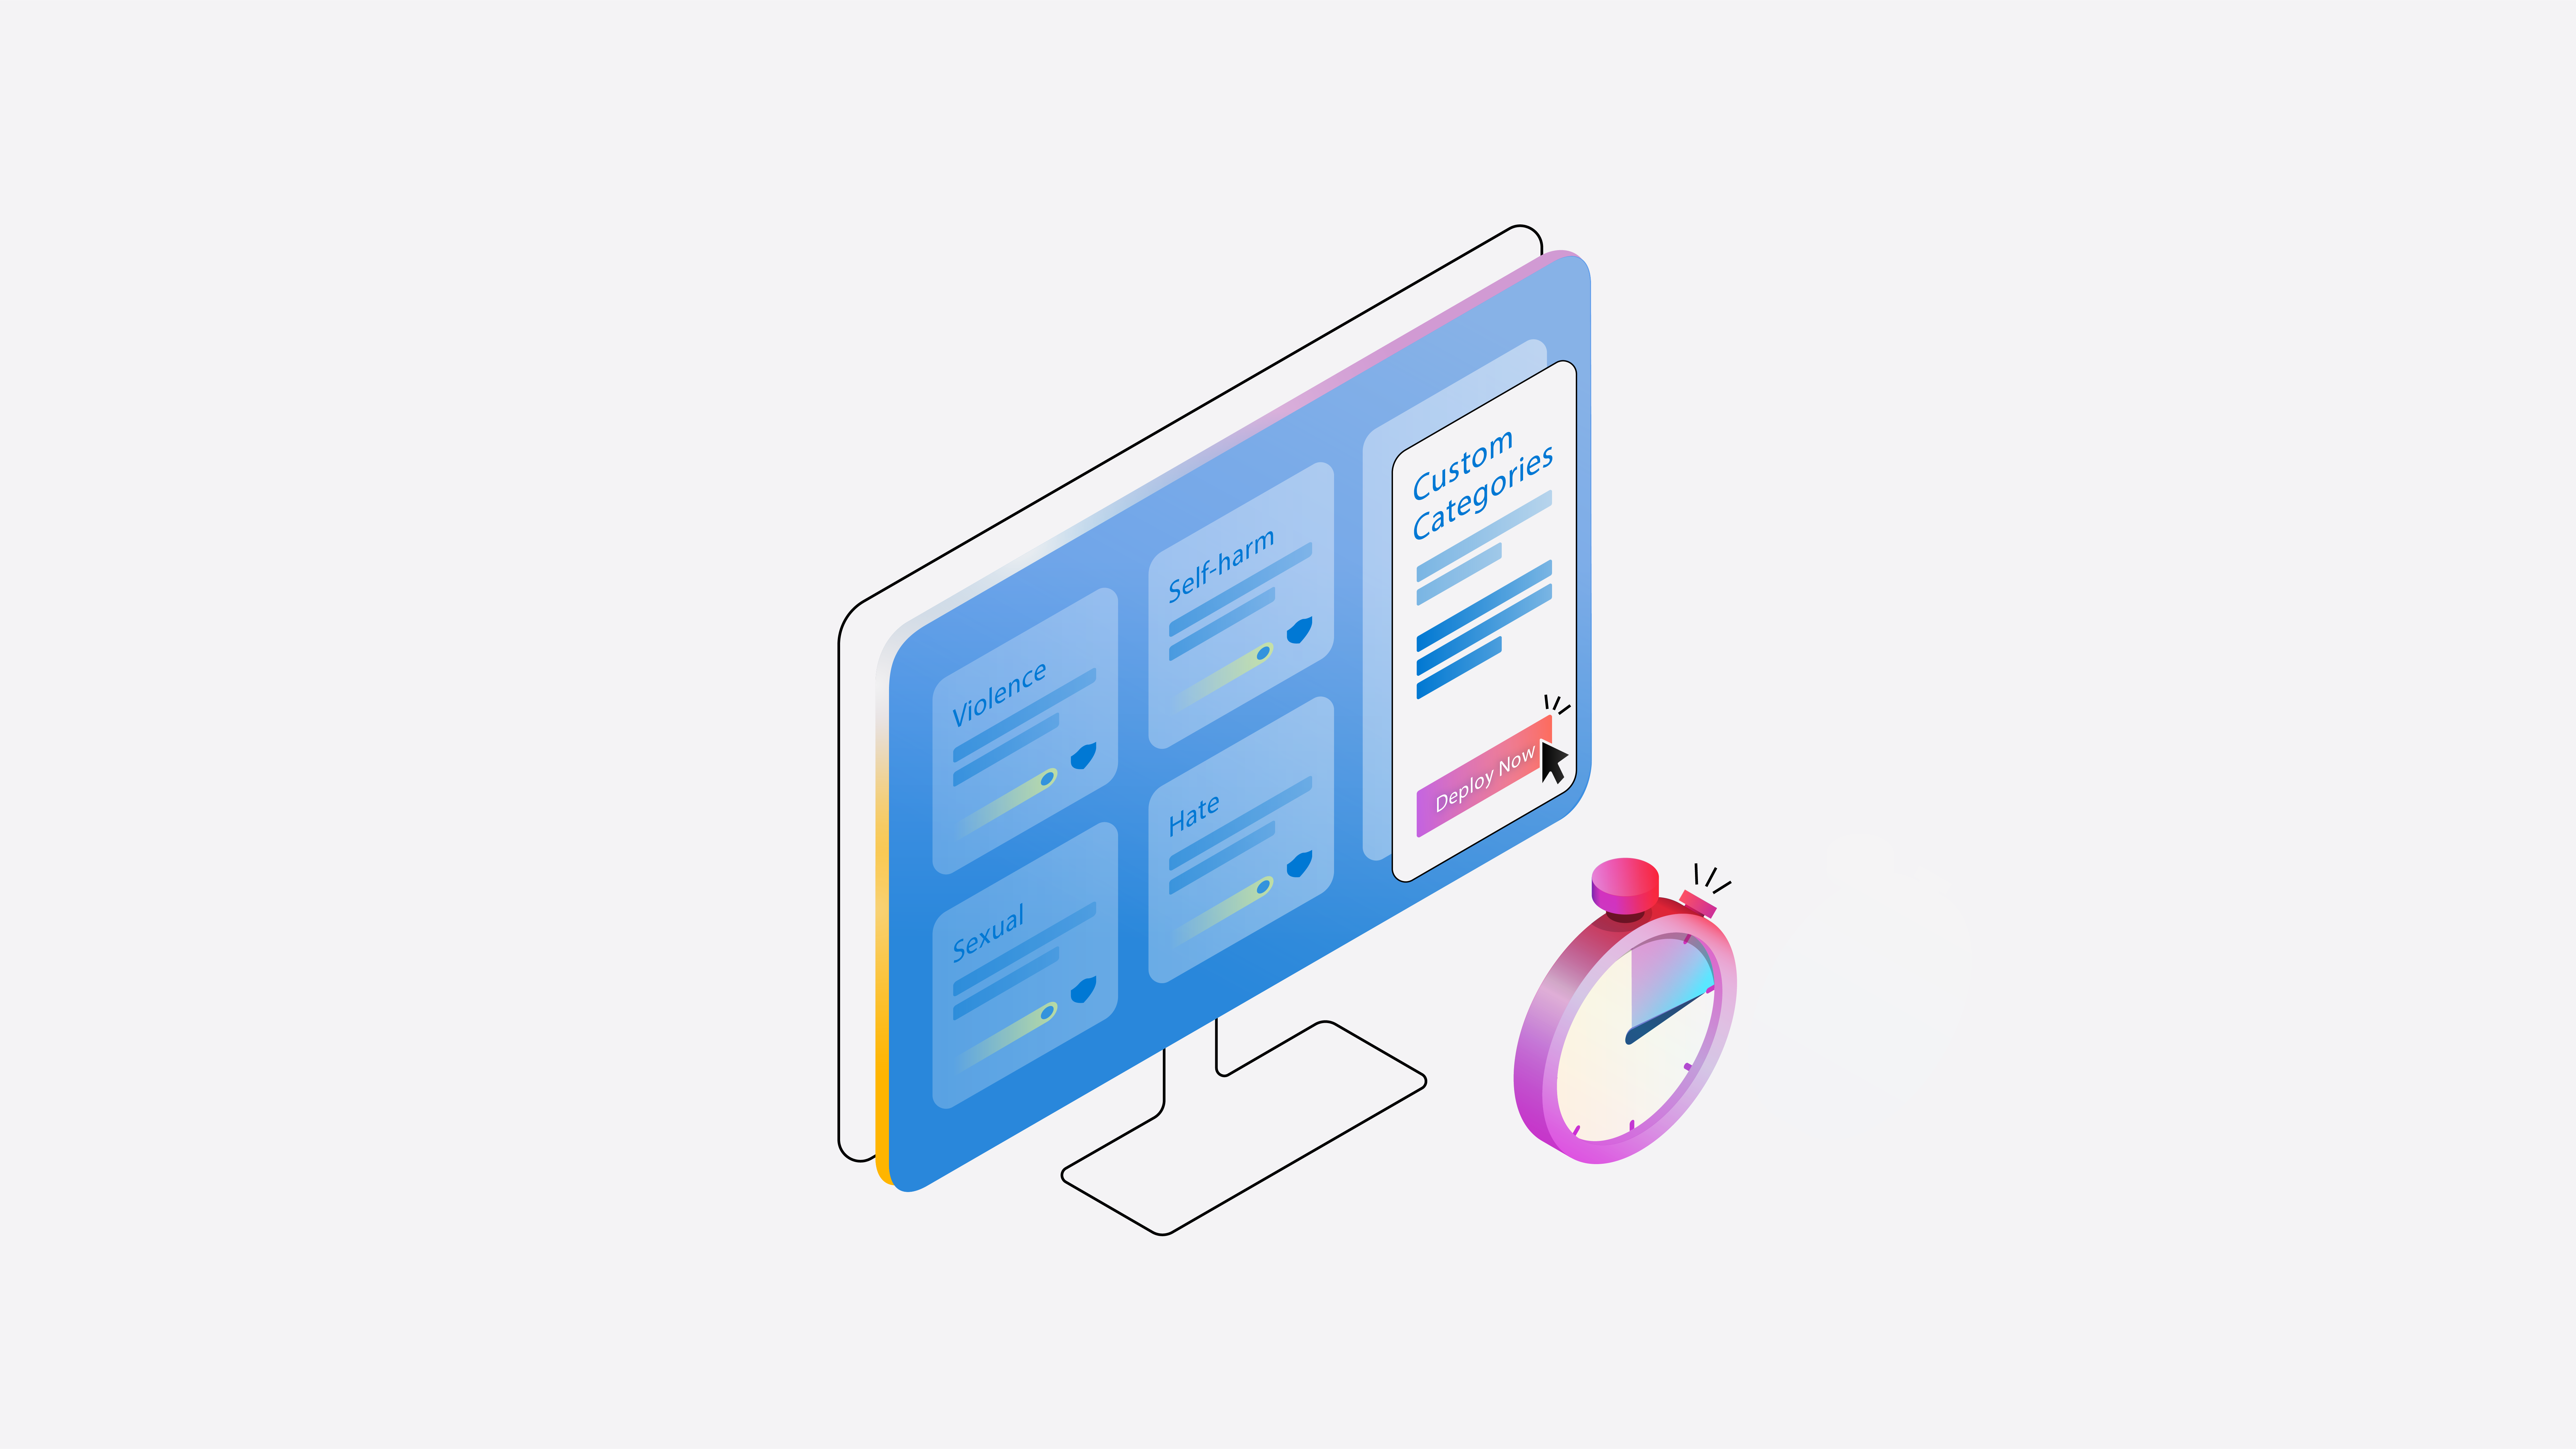 Violence
Self-harm
Sexual
Hate
Custom
Categories
Deploy Now